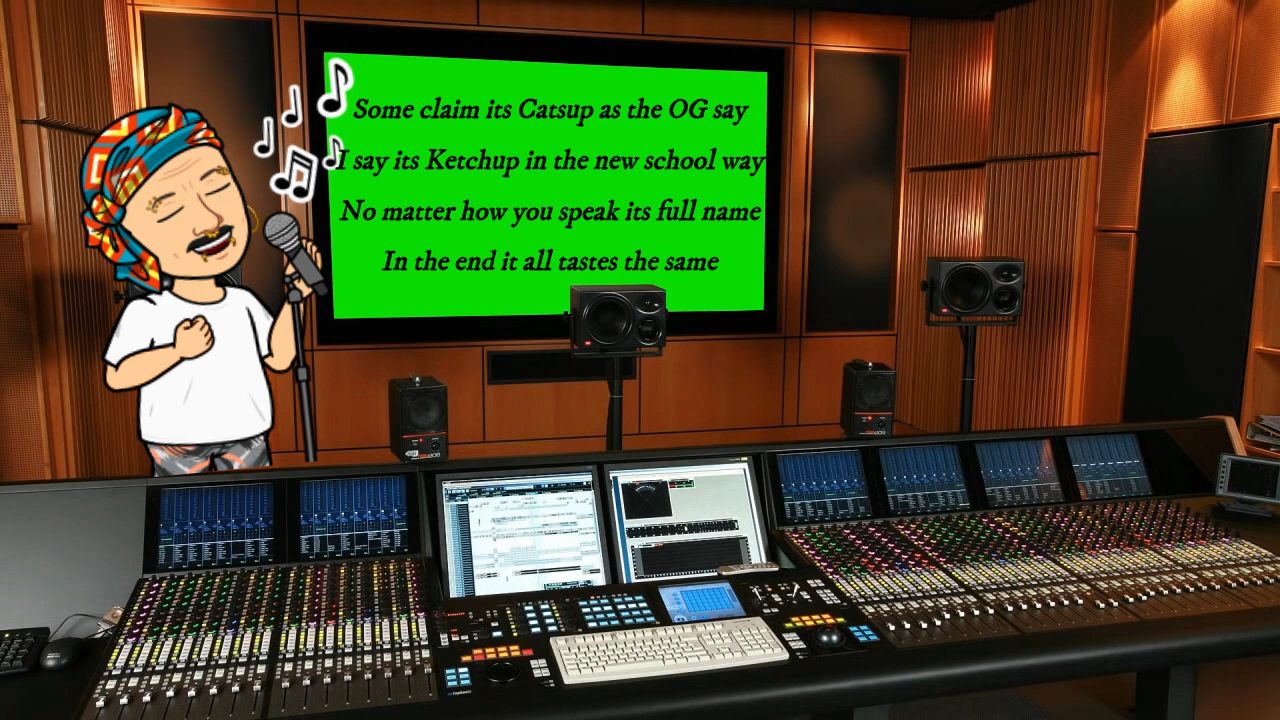 Some claim its Catsup as the OG say
I say its Ketchup in the new school way
No matter how you speak its full name
In the end it all tastes the same